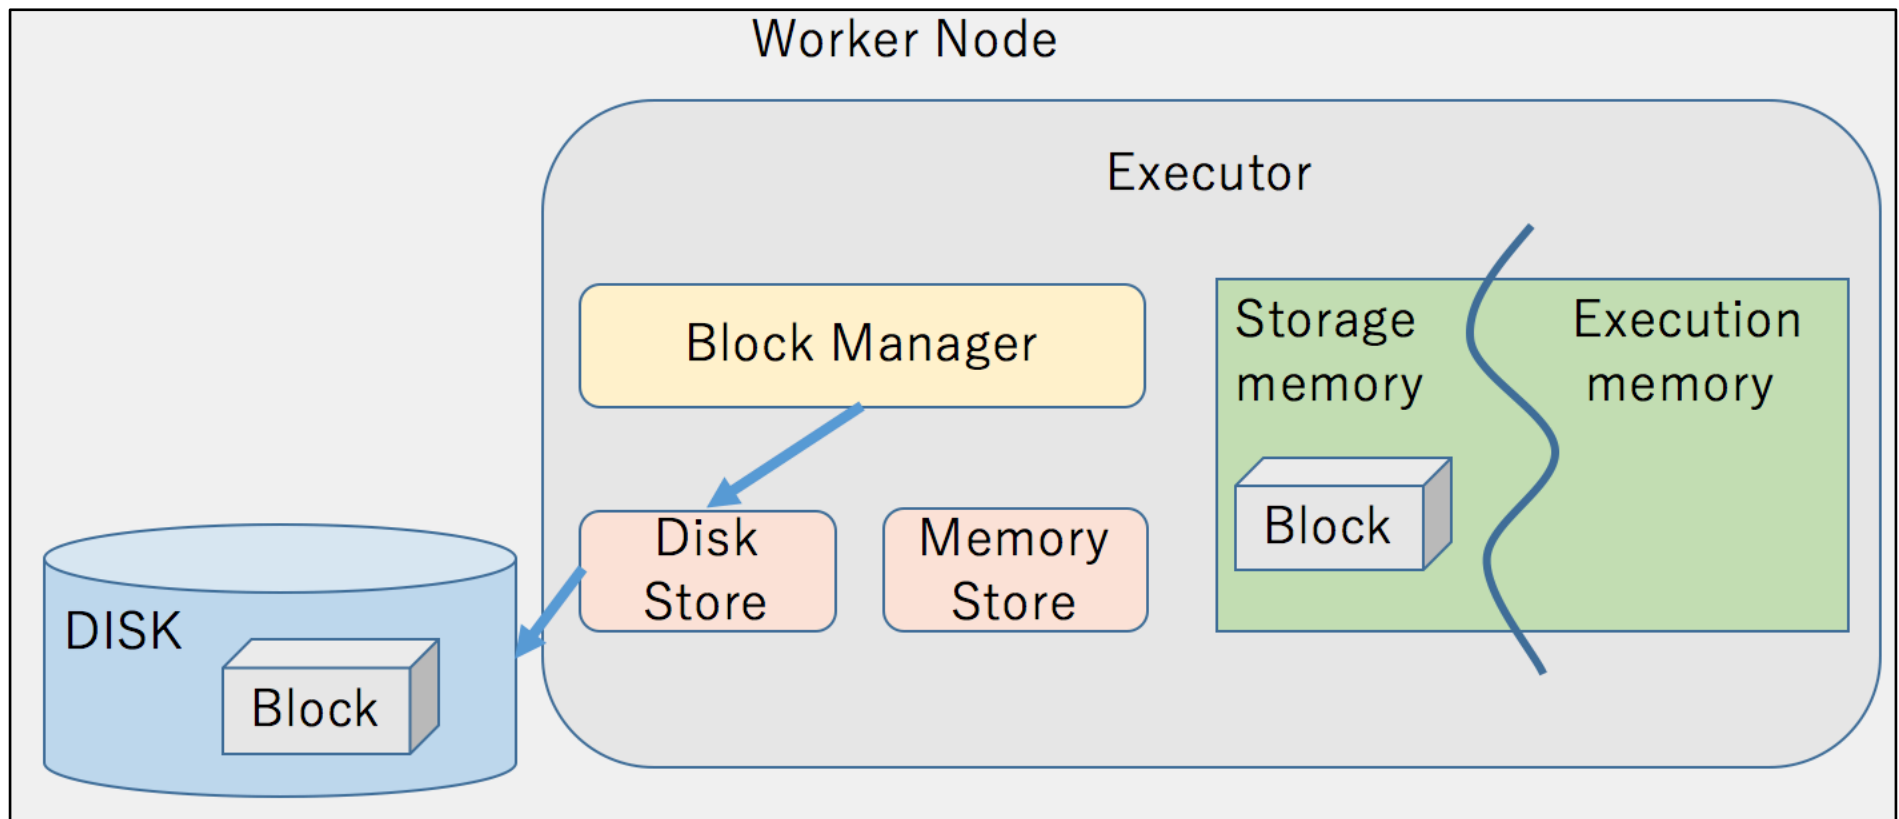 Worker Node
Executor
Block Manager
Storage
memory
Execution
memory
Block
Disk
Store
Memory
Store
DISK
Block